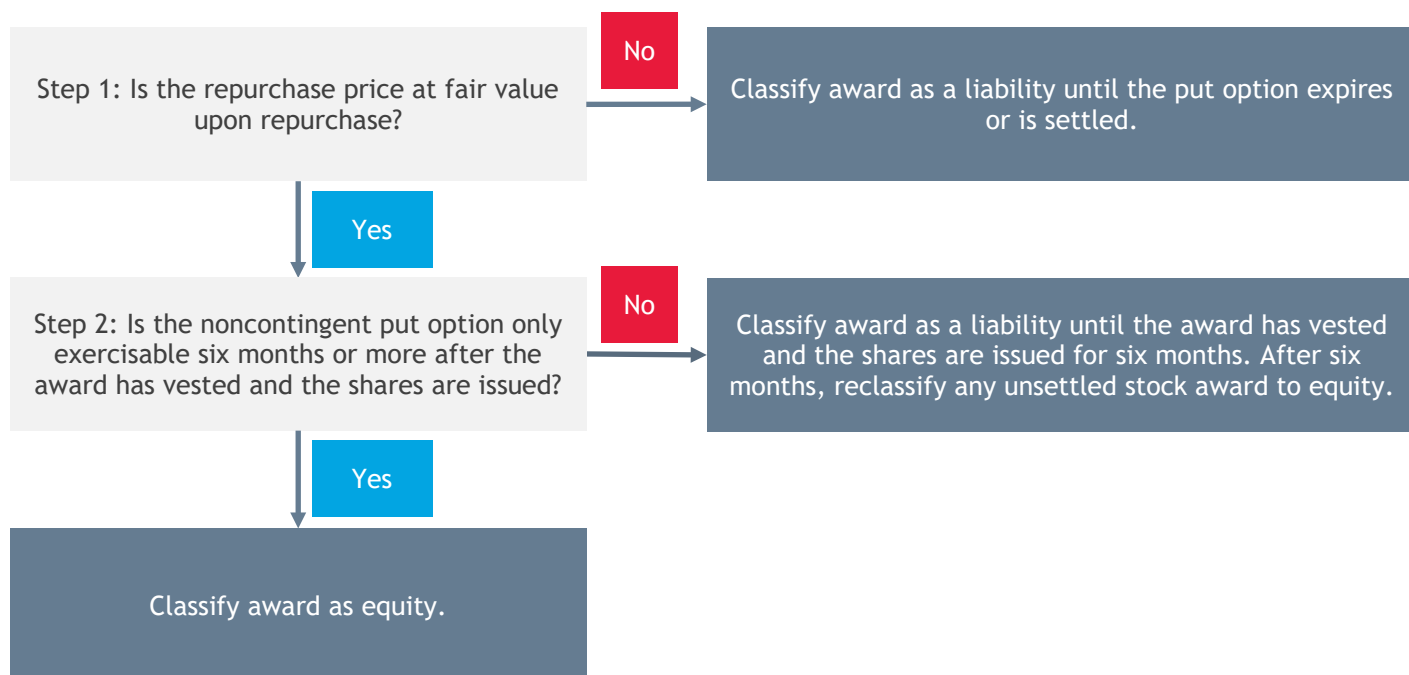 Step 1: Is the repurchase price at fair value
upon repurchase?
No
Classify award as a liability until the put option expires
or is settled.
Yes
Step 2: Is the noncontingent put option only
exercisable six months or more after the
award has vested and the shares are issued?
No
Classify award as a liability until the award has vested
and the shares are issued for six months. After six
months, reclassify any unsettled stock award to equity.
Yes
Classify award as equity.